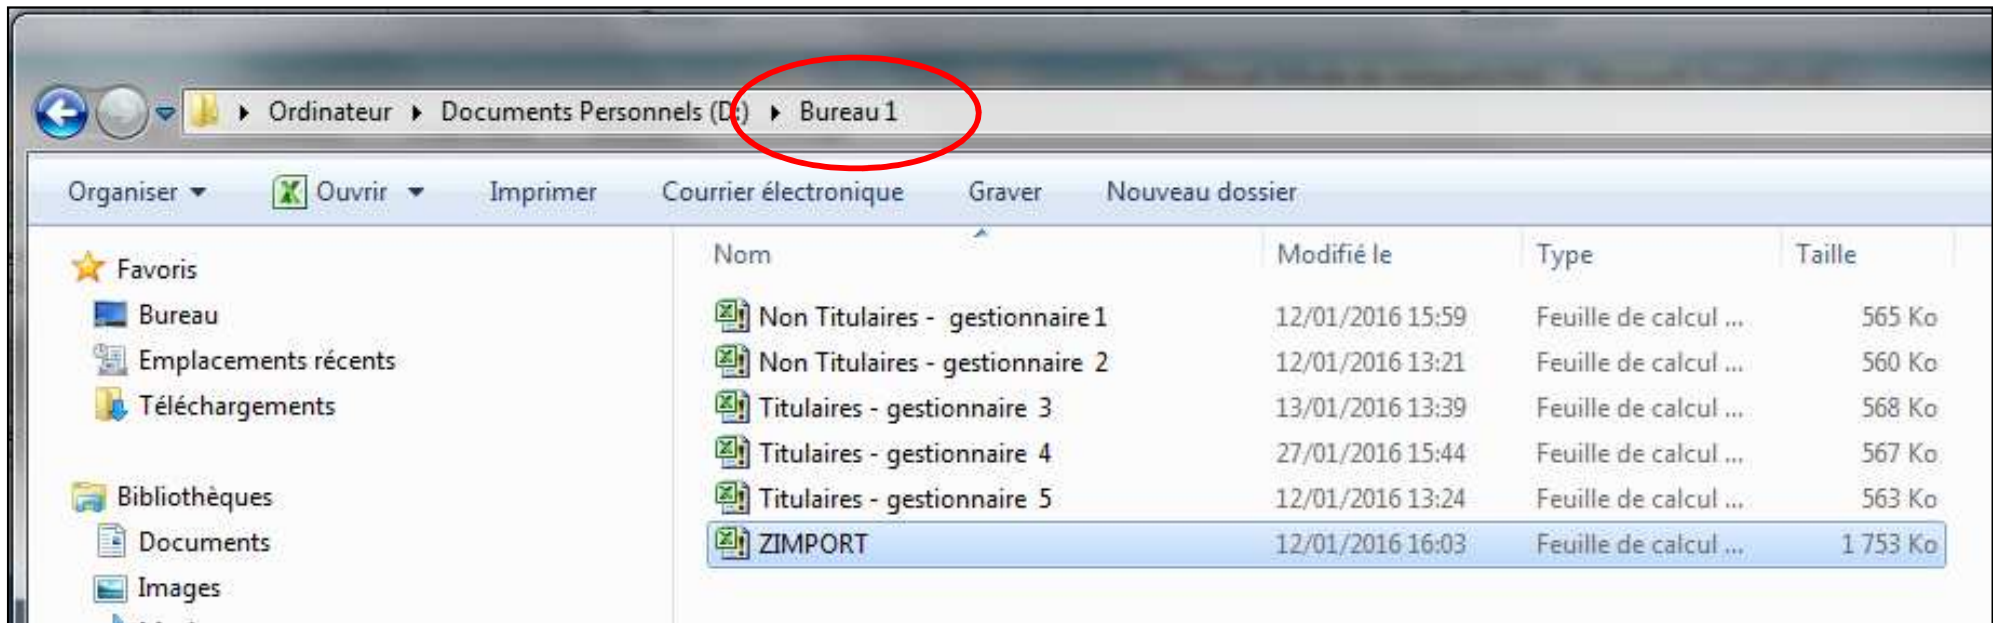 Ordinateur Documents Personnels (D:) Bureau 1
Organiser Ouvrir Imprimer Courrier électronique Graver Nouveau dossier
Nom Modifié le Type Taille
Favoris
Bureau
Emplacements récents
Téléchargements
Bibliothèques
Documents
Images
Non Titulaires - gestionnaire 1 12/01/2016 15:59 Feuille de calcul ... 565 Ko
Non Titulaires - gestionnaire 2 12/01/2016 13:21 Feuille de calcul ... 560 Ko
Titulaires - gestionnaire 3 13/01/2016 13:39 Feuille de calcul ... 568 Ko
Titulaires - gestionnaire 4 27/01/2016 15:44 Feuille de calcul ... 567 Ko
Titulaires - gestionnaire 5 12/01/2016 13:24 Feuille de calcul ... 563 Ko
ZIMPORT 12/01/2016 16:03 Feuille de calcul ... 1 753 Ko